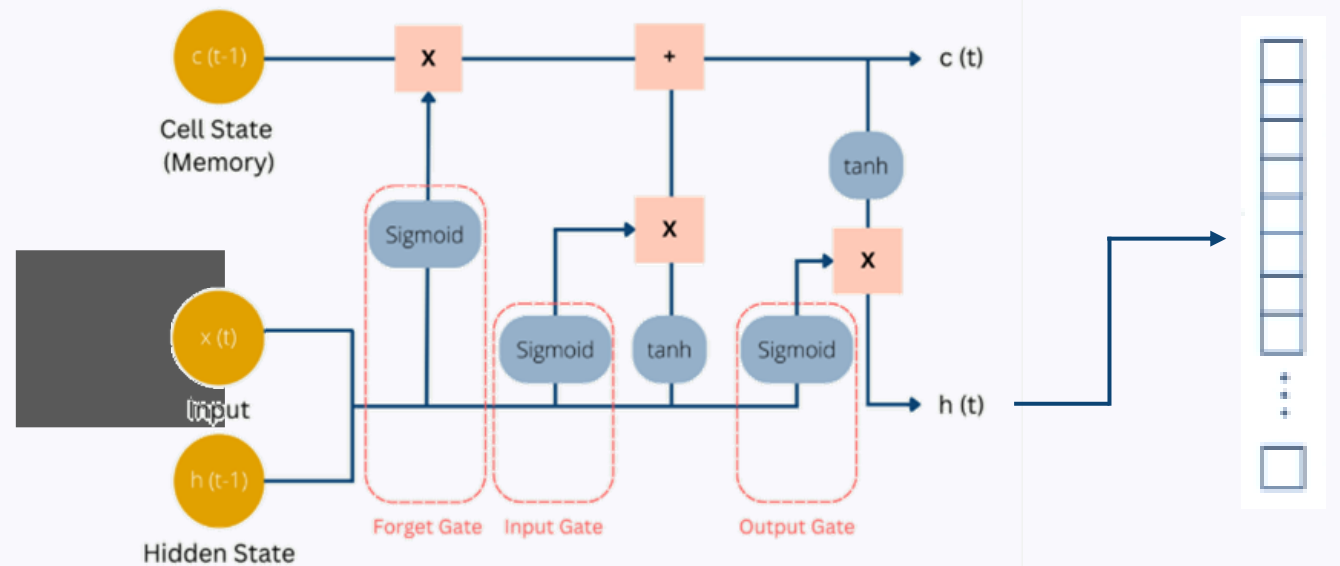 c (t-1)
X
+
c (t)
Cell State
(Memory)
tanh
Sigmoid
X
X
x (t)
Sigmoid
tanh
Sigmoid
Input
h (t)
h (t-1)
Forget Gate
Input Gate
Output Gate
Hidden State